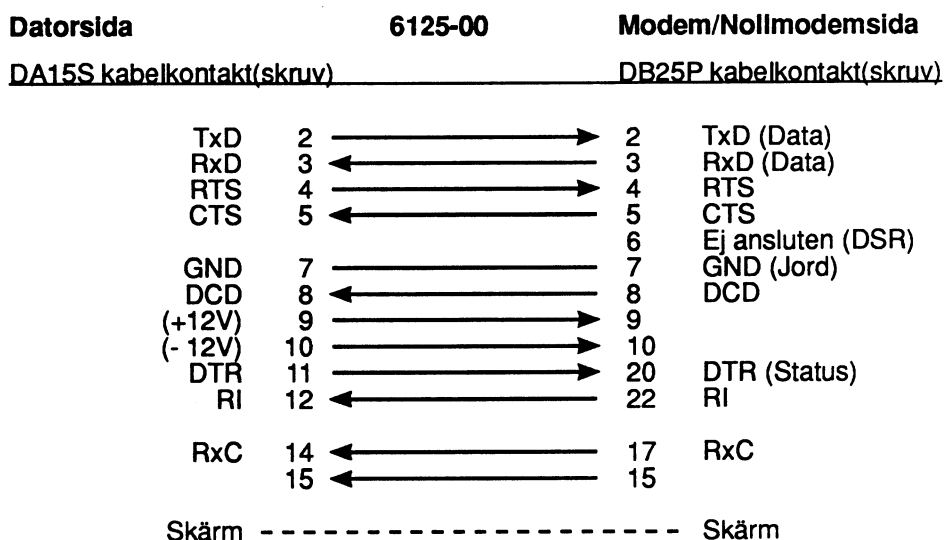 Datorsida 6125-00 Modem/Nollmodemsida
DA15S kabelkontakt(skruv) DB25P kabelkontakt(skruv)
TxD 2 2 TxD (Data)
RxD 3 3 RxD (Data)
RTS 4 4 RTS
CTS 5 5 CTS
6 Ej ansluten (DSR)
GND 7 7 GND (Jord)
DCD 8 8 DCD
(+12V) 9 9
(- 12V) 10 10
DTR 11 20 DTR (Status)
RI 12 22 RI
RxC 14 17 RxC
15 15
Skärm Skärm